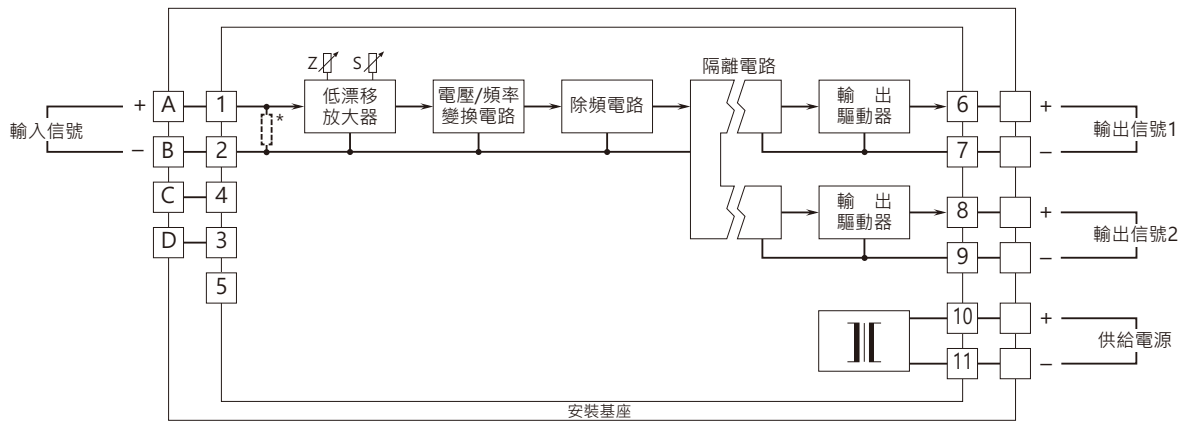 Z S
隔離電路
低漂移
放大器
電壓/頻率
變換電路
除頻電路
輸出
驅動器
+ A 1
*
6 +
輸入信號
輸出信號1
− B 2
7 −
C 4
輸出
驅動器
8 +
D 3
輸出信號2
9 −
5
10 +
供給電源
11 −
安裝基座